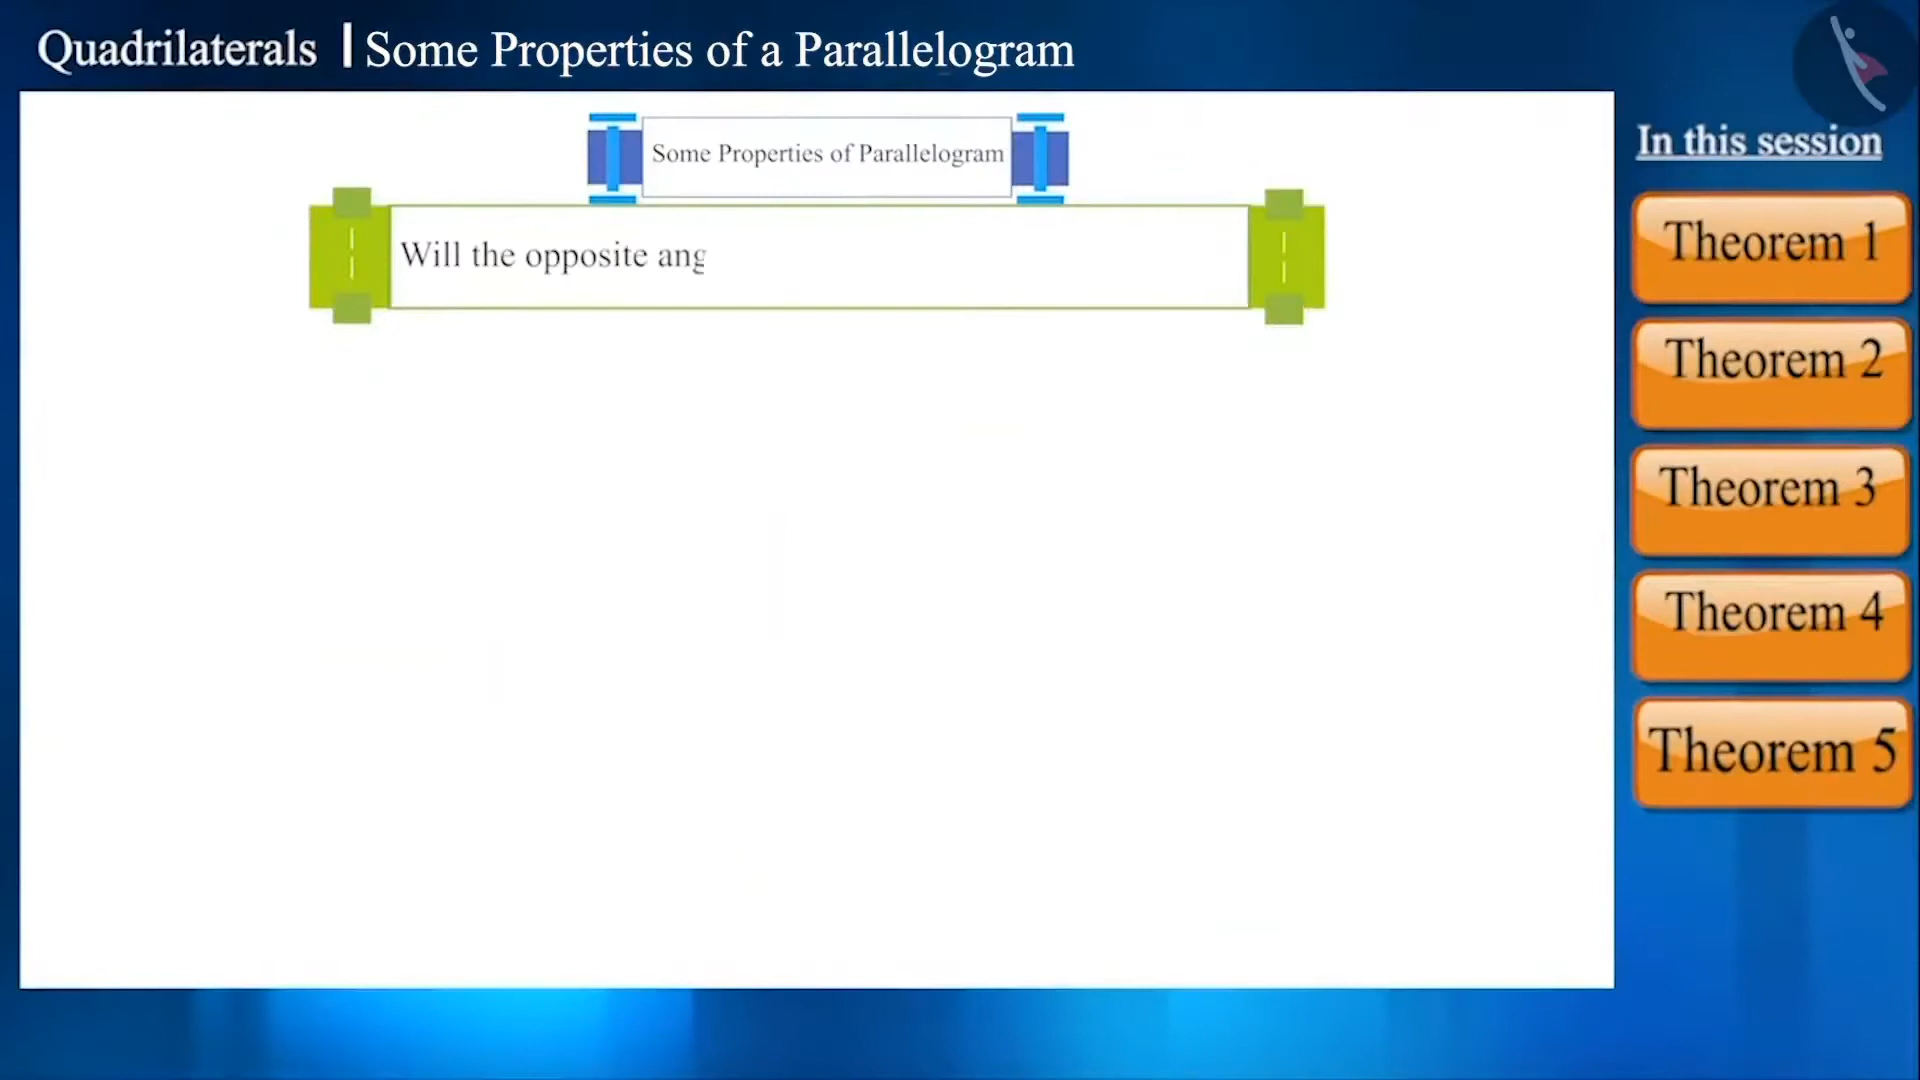 Quadrilaterals | Some Properties of a Parallelogram
In this session
Some Properties of Parallelogram
Will the opposite ang
Theorem 1
Theorem 2
Theorem 3
Theorem 4
Theorem 5